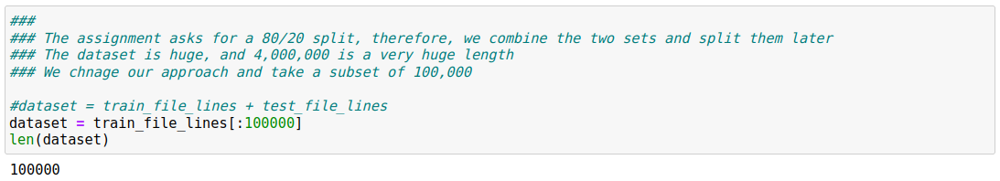 ###
### The assignment asks for a 80/20 split, therefore, we combine the two sets and split them later
### The dataset is huge, and 4,000,000 is a very huge length
### We chnage our approach and take a subset of 100,000
#dataset = train_file_lines + test_file_lines
dataset = train_file_lines[:100000]
len(dataset)
100000